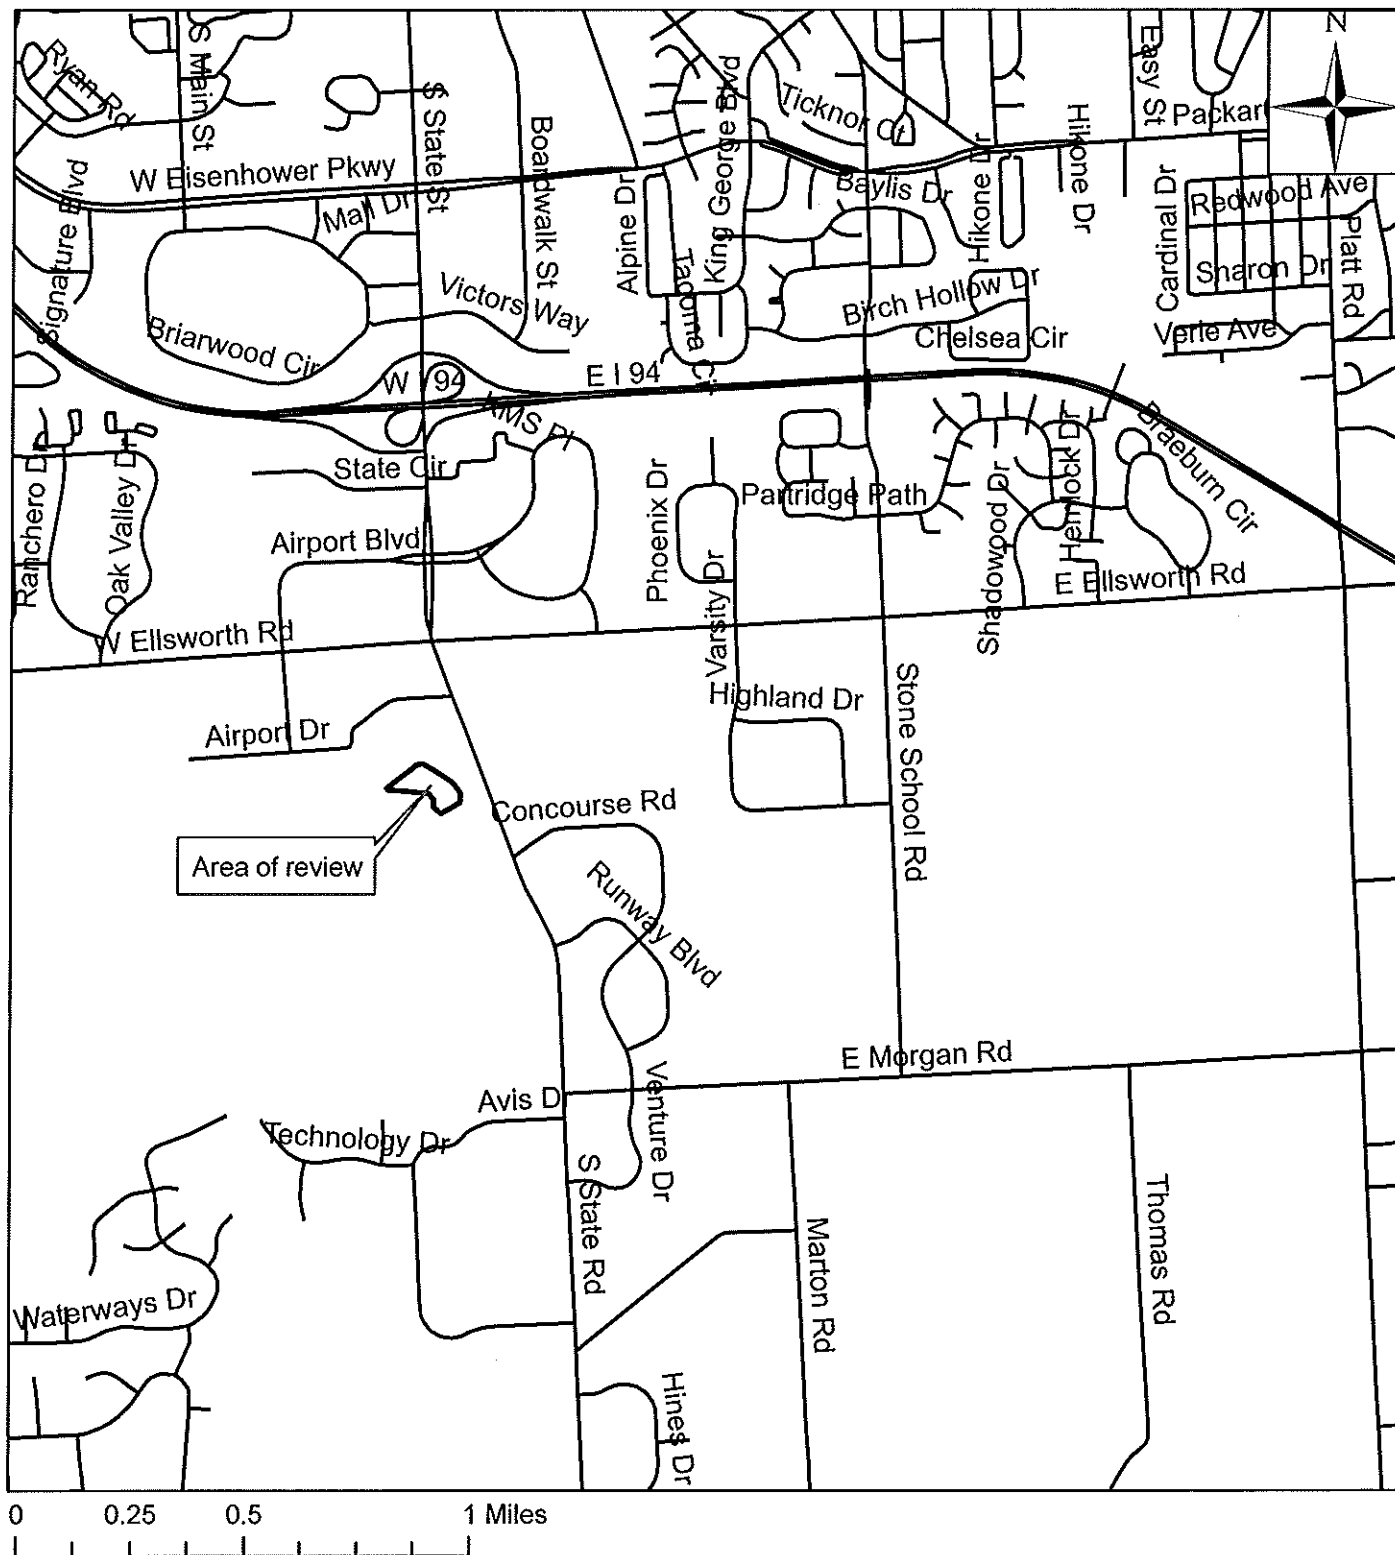 N
Ryan Rd
S Main St
S State St
Boardwalk St
King George Blvd
Ticknor Ct
Easy St
Packar
Hikone Dr
Hikone Dr
W Eisenhower Pkwy
Signature Blvd
Mall Dr
Alpine Dr
Baylis Dr
Cardinal Dr
Redwood Ave
Platt Rd
Sharon Dr
Victors Way
Tacoma Cir
Birch Hollow Dr
Briarwood Cir
Chelsea Cir
Verle Ave
W I 94
E I 94
KMS Pl
Braeburn Cir
State Cir
Ranchero D
Oak Valley Dr
Phoenix Dr
Partridge Path
Shadowood Dr
Hemlock Dr
Airport Blvd
Varsity Dr
E Ellsworth Rd
W Ellsworth Rd
Highland Dr
Stone School Rd
Airport Dr
Concourse Rd
Area of review
Runway Blvd
E Morgan Rd
Avis D
Venture Dr
Technology Dr
S State Rd
Marton Rd
Thomas Rd
Waterways Dr
Hines Dr
0 0.25 0.5 1 Miles